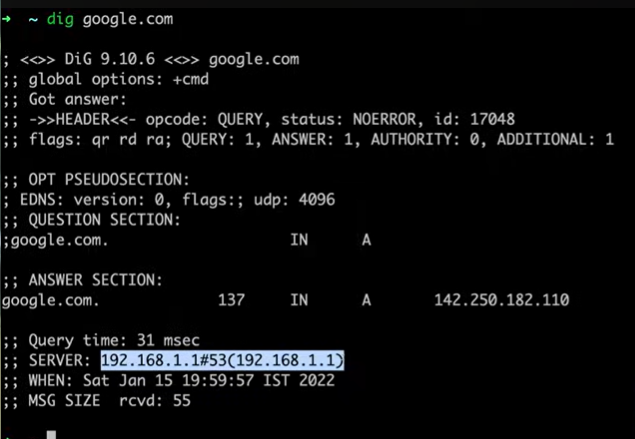 ➜ ~ dig google.com
; <<>> DiG 9.10.6 <<>> google.com
;; global options: +cmd
;; Got answer:
;; ->>HEADER<<- opcode: QUERY, status: NOERROR, id: 17048
;; flags: qr rd ra; QUERY: 1, ANSWER: 1, AUTHORITY: 0, ADDITIONAL: 1
;; OPT PSEUDOSECTION:
; EDNS: version: 0, flags:; udp: 4096
;; QUESTION SECTION:
;google.com. IN A
;; ANSWER SECTION:
google.com. 137 IN A 142.250.182.110
;; Query time: 31 msec
;; SERVER: 192.168.1.1#53(192.168.1.1)
;; WHEN: Sat Jan 15 19:59:57 IST 2022
;; MSG SIZE rcvd: 55